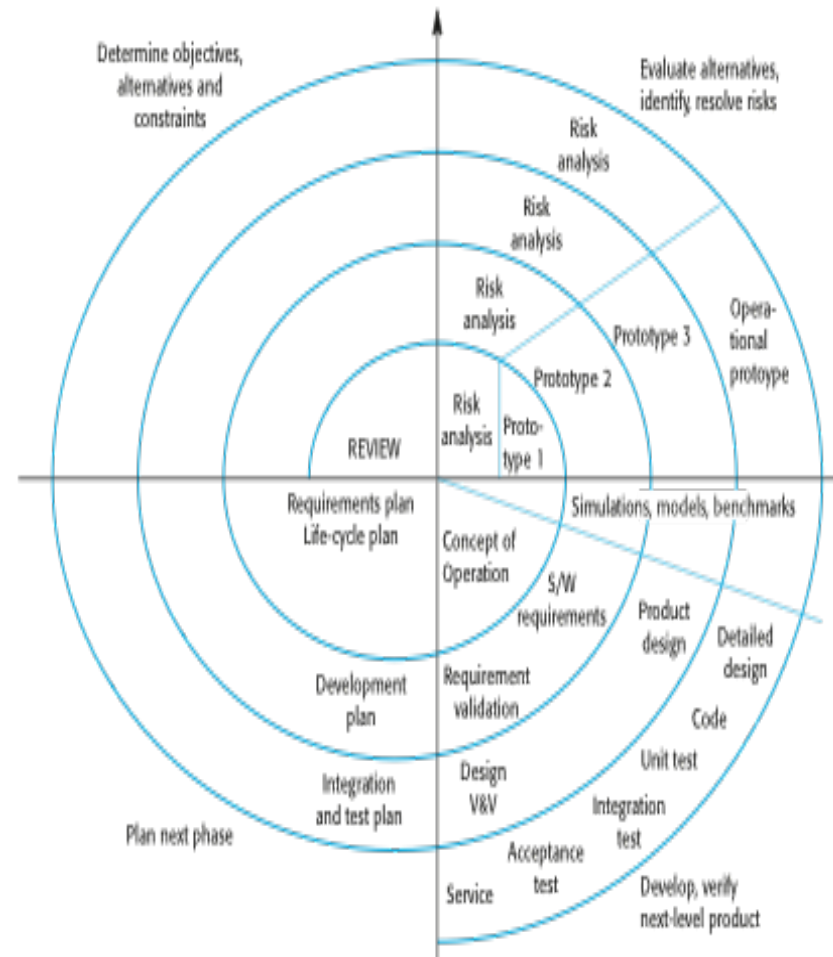 Determine objectives,
alternatives and
constraints
Evaluate alternatives,
identify, resolve risks
Risk
analysis
Risk
analysis
Risk
analysis
Risk
analysis
Proto-
type 1
Prototype 2
Prototype 3
Opera-
tional
protoype
REVIEW
Requirements plan
Life-cycle plan
Simulations, models, benchmarks
Concept of
Operation
S/W
requirements
Product
design
Detailed
design
Development
plan
Requirement
validation
Code
Unit test
Integration
and test plan
Design
V&V
Integration
test
Plan next phase
Acceptance
test
Service
Develop, verify
next-level product